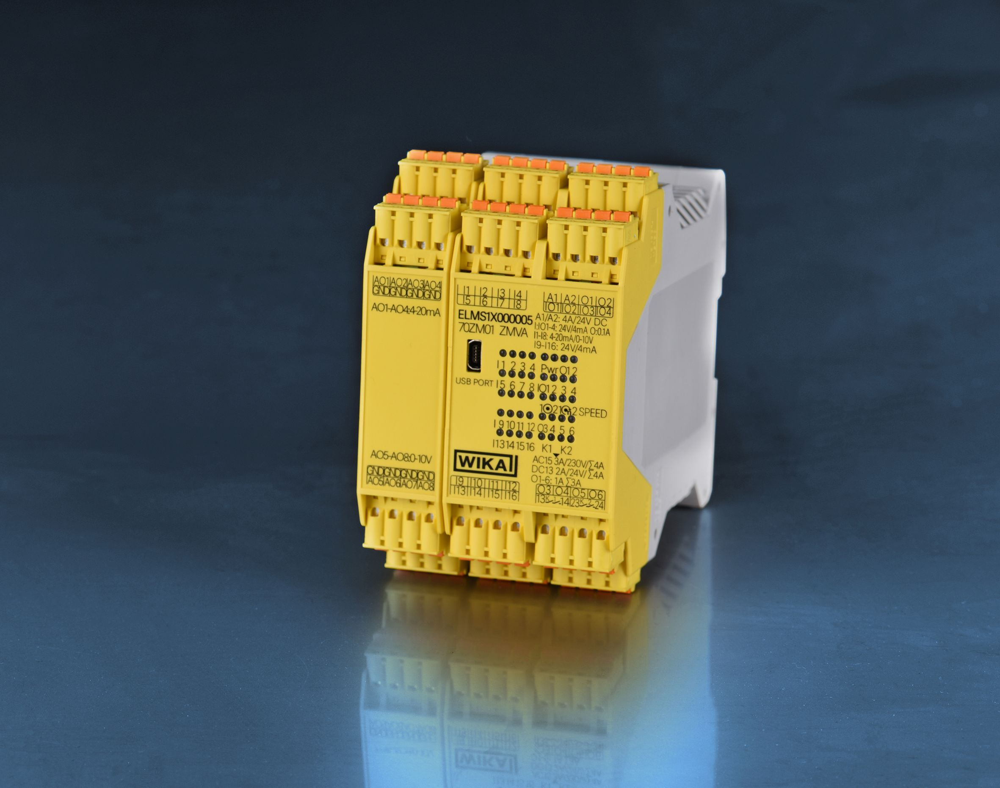 AO1 AO2 AO3 AO4
GND GND GND GND
AO1-AO4:4-20mA
AO5-AO8:0-10V
GND GND GND GND
AO5 AO6 AO7 AO8
I1 I2 I3 I4
I5 I6 I7 I8
A1 A2 O1 O2
IO1 IO2 IO3 IO4
ELMS1X000005
70ZM01 ZMVA
A1/A2: 4A/24V DC
I:IO1-4: 24V/4mA O:0.1A
I1-I8: 4-20mA/0-10V
I9-I16: 24V/4mA
I1 2 3 4 Pwr O1 2
USB PORT
I5 6 7 8 IO1 2 3 4
1 2 1 2 SPEED
I9 10 11 12 O3 4 5 6
I13 14 15 16 K1 K2
WIKA
AC15 3A/230V/∑4A
DC13 2A/24V/∑4A
O1-6: 1A ∑3A
I9 I10 I11 I12
I13 I14 I15 I16
O3 O4 O5 O6
13 K1 14 23 K2 24